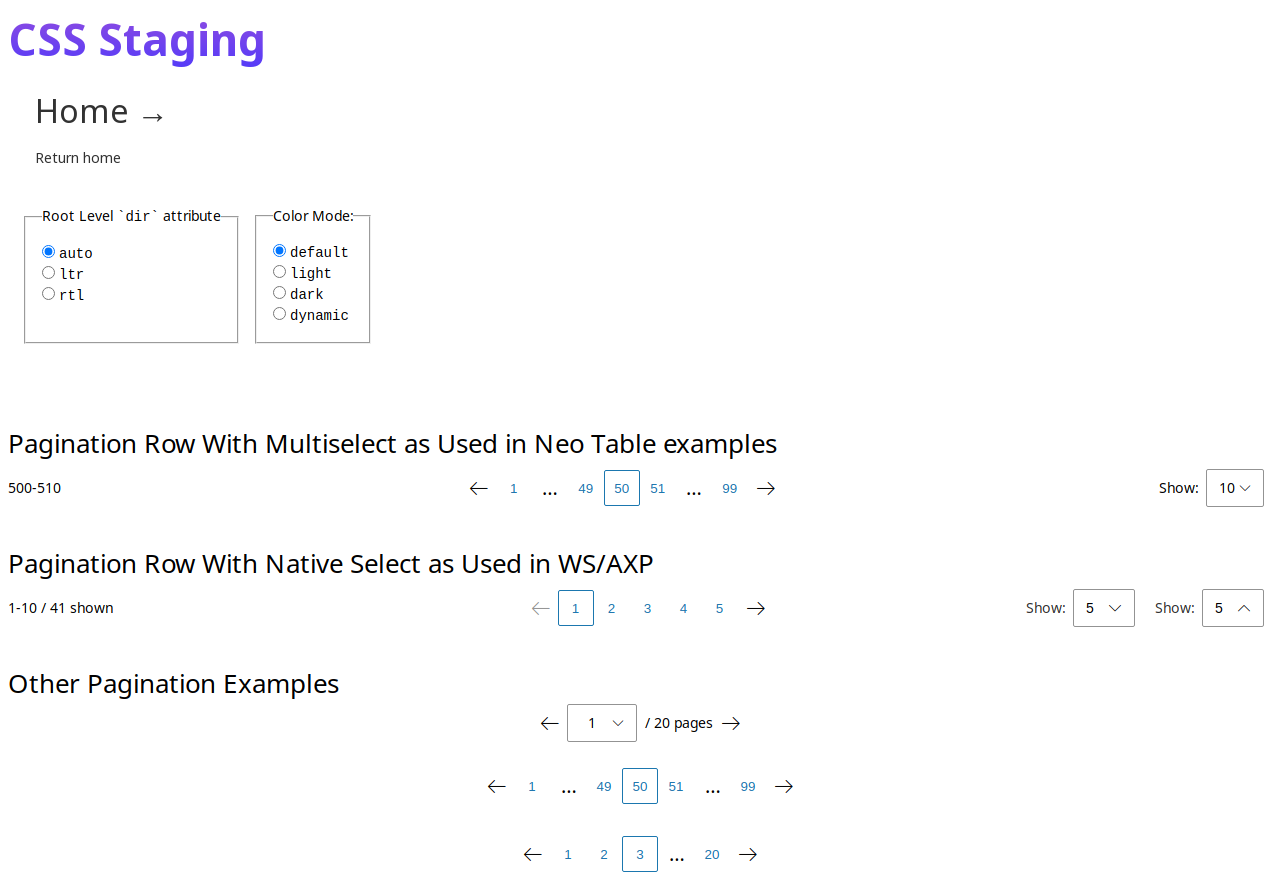 CSS Staging
Home →
Return home
Root Level `dir` attribute
auto
ltr
rtl
Color Mode:
default
light
dark
dynamic
Pagination Row With Multiselect as Used in Neo Table examples
500-510 1 ... 49 50 51 ... 99 Show: 10
Pagination Row With Native Select as Used in WS/AXP
1-10 / 41 shown 1 2 3 4 5 Show: 5 Show: 5
Other Pagination Examples
1 / 20 pages
1 ... 49 50 51 ... 99
1 2 3 ... 20